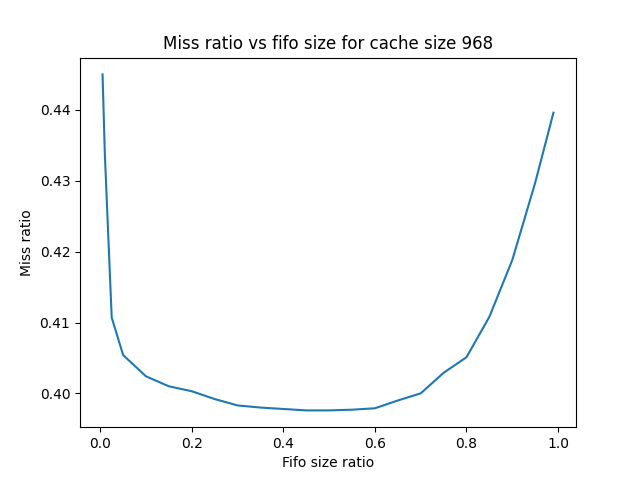 Miss ratio vs fifo size for cache size 968
0.44
0.43
0.42
0.41
0.40
Miss ratio
0.0 0.2 0.4 0.6 0.8 1.0
Fifo size ratio